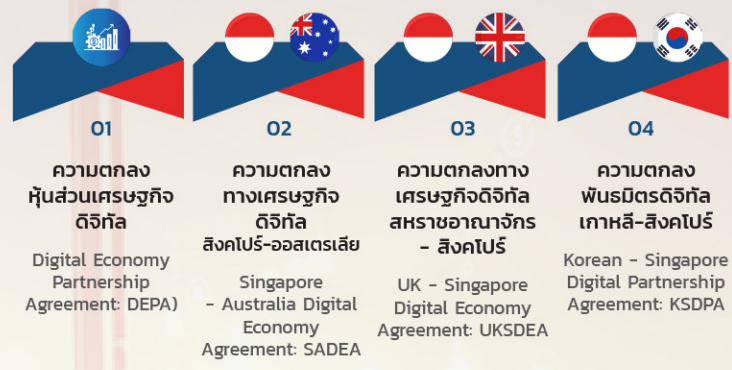 01
ความตกลง
หุ้นส่วนเศรษฐกิจ
ดิจิทัล
Digital Economy
Partnership
Agreement: DEPA)
02
ความตกลง
ทางเศรษฐกิจ
ดิจิทัล
สิงคโปร์-ออสเตรเลีย
Singapore
- Australia Digital
Economy
Agreement: SADEA
03
ความตกลงทาง
เศรษฐกิจดิจิทัล
สหราชอาณาจักร
- สิงคโปร์
UK - Singapore
Digital Economy
Agreement: UKSDEA
04
ความตกลง
พันธมิตรดิจิทัล
เกาหลี-สิงคโปร์
Korean - Singapore
Digital Partnership
Agreement: KSDPA